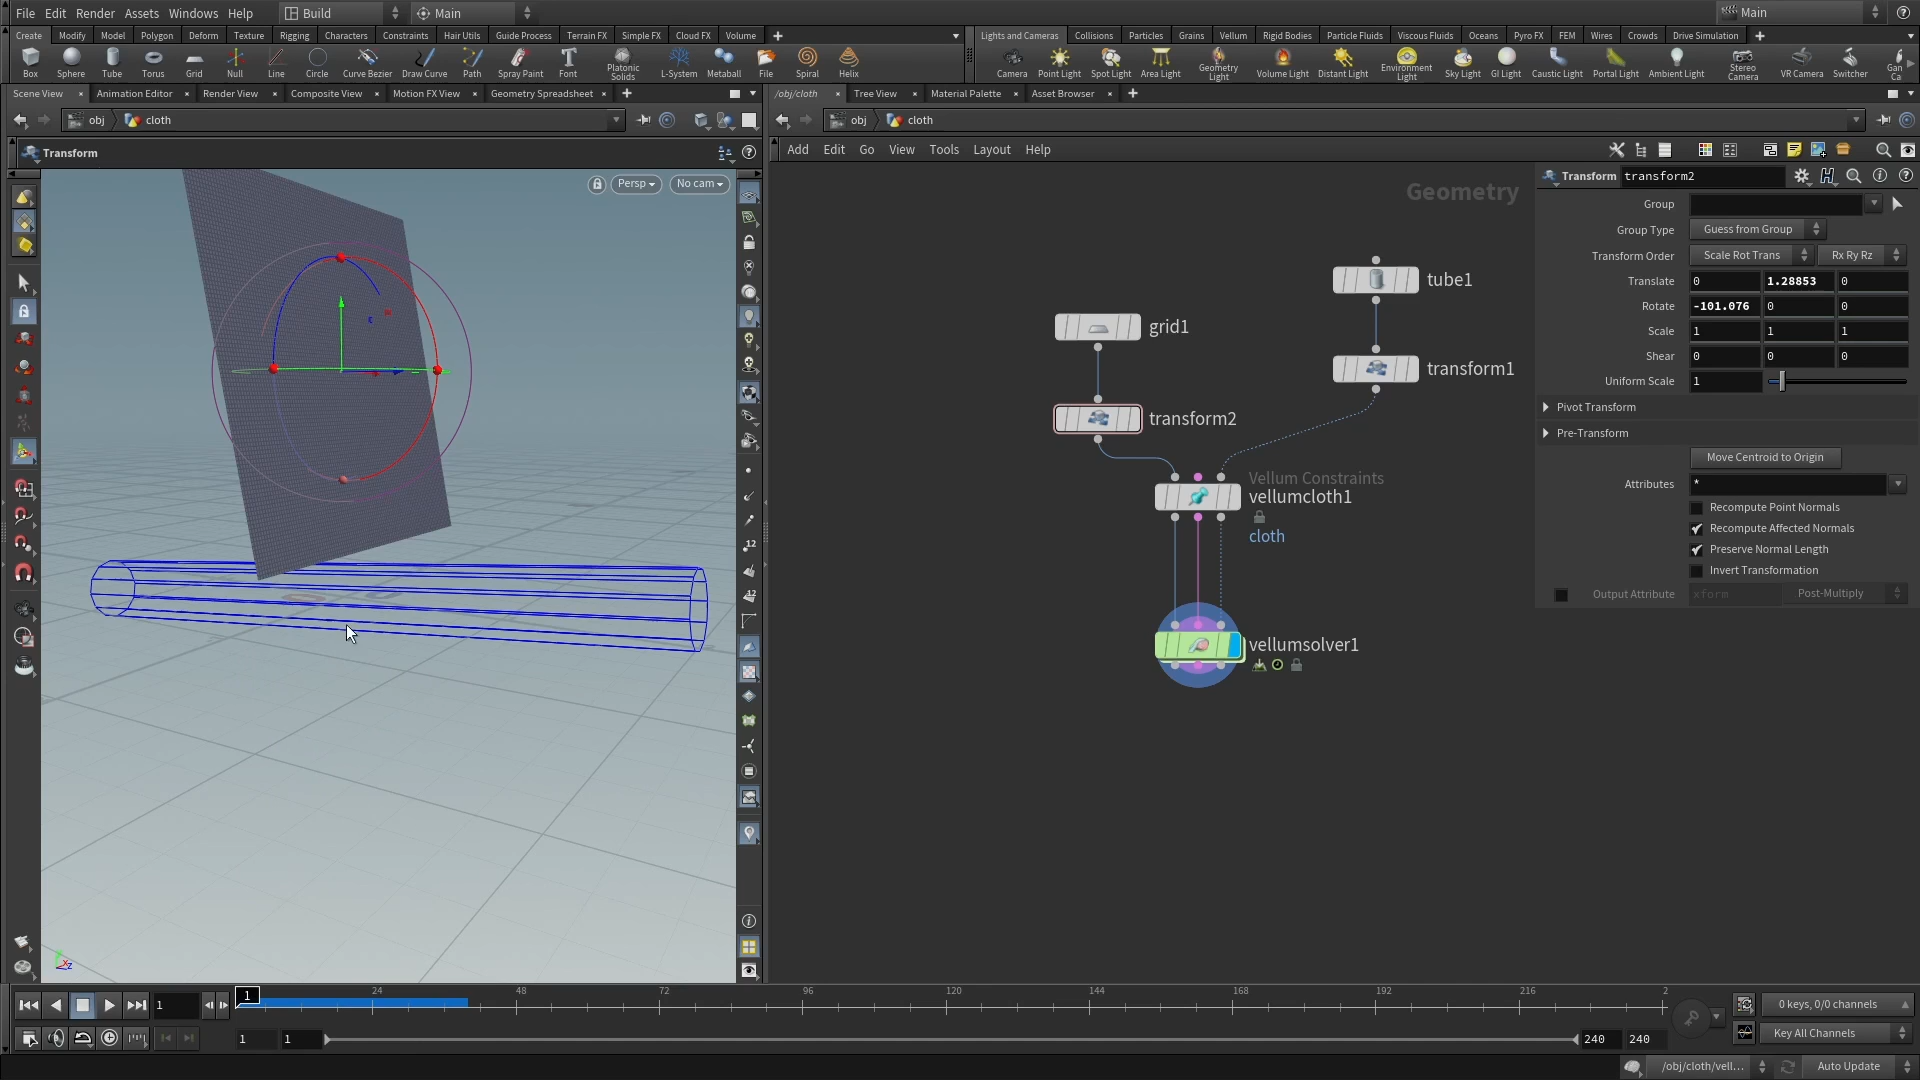 File Edit Render Assets Windows Help Build Main Main
Create Modify Model Polygon Deform Texture Rigging Characters Constraints Hair Utils Guide Process Terrain FX Simple FX Cloud FX Volume
Lights and Cameras Collisions Particles Grains Vellum Rigid Bodies Particle Fluids Viscous Fluids Oceans Pyro FX FEM Wires Crowds Drive Simulation
Box Sphere Tube Torus Grid Null Line Circle Curve Bezier Draw Curve Path Spray Paint Font Platonic Solids L-System Metaball File Spiral Helix
Camera Point Light Spot Light Area Light Geometry Light Volume Light Distant Light Environment Light Sky Light GI Light Caustic Light Portal Light Ambient Light Stereo Camera VR Camera Switcher Gan Ca
Scene View Animation Editor Render View Composite View Motion FX View Geometry Spreadsheet
/obj/cloth Tree View Material Palette Asset Browser
obj cloth
obj cloth
Transform
Add Edit Go View Tools Layout Help
Persp No cam
Geometry
tube1
grid1
transform1
transform2
Vellum Constraints
vellumcloth1
cloth
vellumsolver1
Transform transform2
Group
Group Type Guess from Group
Transform Order Scale Rot Trans Rx Ry Rz
Translate 0 1.28853 0
Rotate -101.076 0 0
Scale 1 1 1
Shear 0 0 0
Uniform Scale 1
Pivot Transform
Pre-Transform
Move Centroid to Origin
Attributes *
Recompute Point Normals
Recompute Affected Normals
Preserve Normal Length
Invert Transformation
Output Attribute xform Post-Multiply
12
12
1 1 24 48 72 96 120 144 168 192 216 2
0 keys, 0/0 channels
1 1 240 240
Key All Channels
/obj/cloth/vell... Auto Update